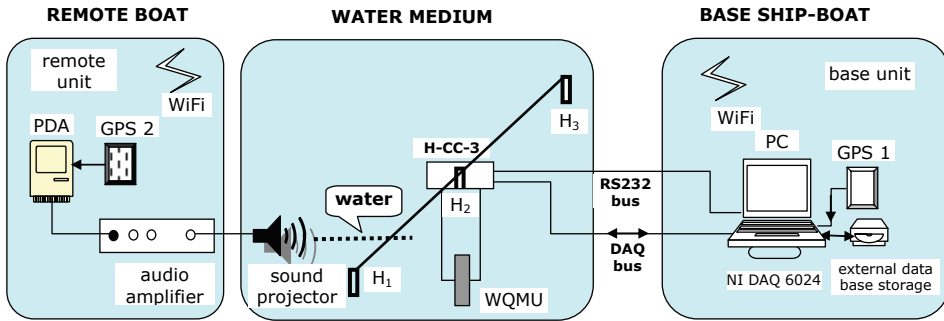 REMOTE BOAT
WATER MEDIUM
BASE SHIP-BOAT
remote
unit
WiFi
PDA
GPS 2
audio
amplifier
H3
H-CC-3
H2
water
sound
projector
H1
WQMU
RS232
bus
DAQ
bus
base unit
WiFi
PC
GPS 1
NI DAQ 6024
external data
base storage